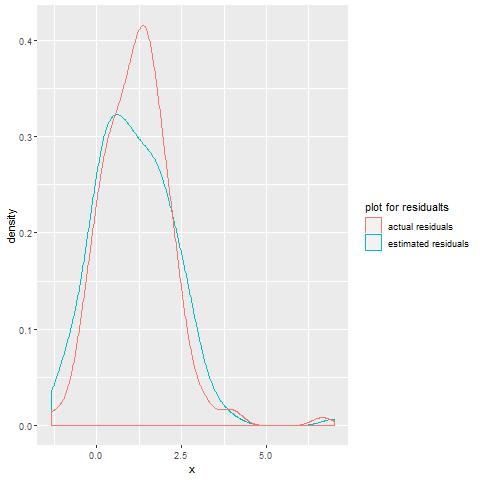 0.4
0.3
0.2
0.1
0.0
density
0.0 2.5 5.0
x
plot for residualts
actual residuals
estimated residuals